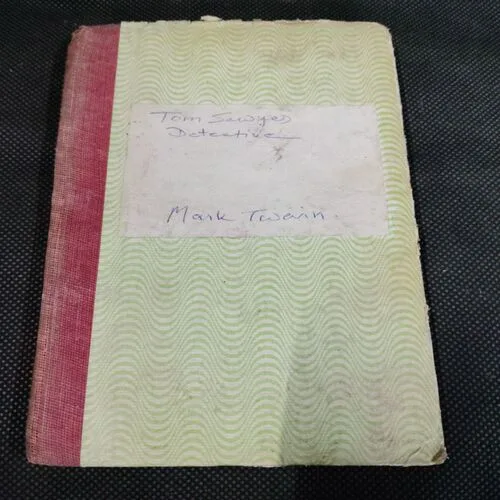 Tom Sawyer
Detective
Mark Twain